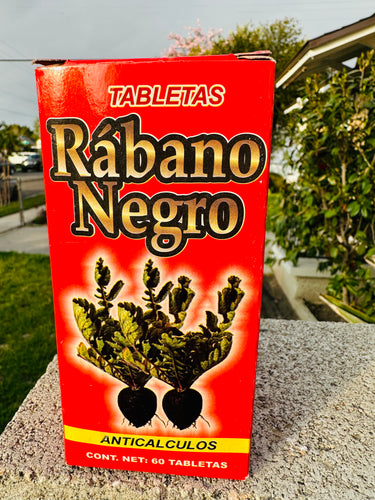 TABLETAS
Rábano
Negro
ANTICALCULOS
CONT. NET: 60 TABLETAS